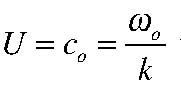 U = c_o = ω_o / k